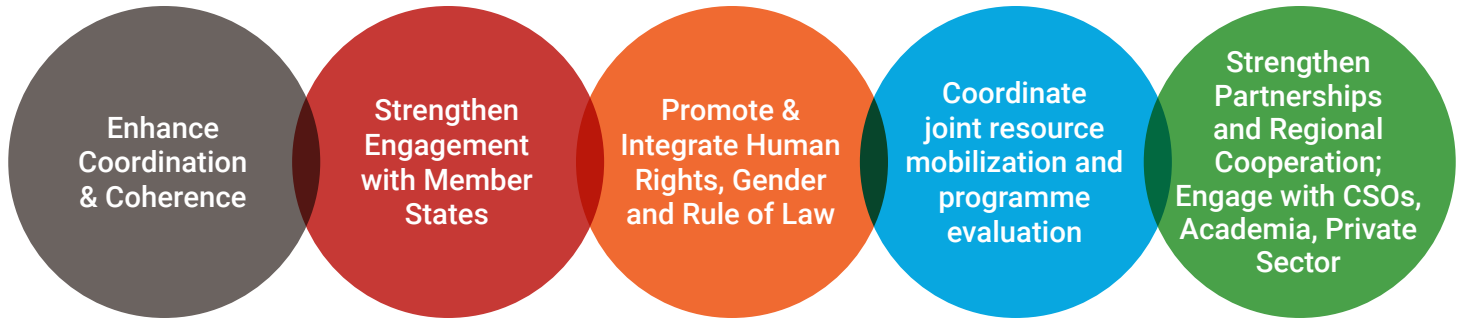 Enhance
Coordination
& Coherence
Strengthen
Engagement
with Member
States
Promote &
Integrate Human
Rights, Gender
and Rule of Law
Coordinate
joint resource
mobilization and
programme
evaluation
Strengthen
Partnerships
and Regional
Cooperation;
Engage with CSOs,
Academia, Private
Sector